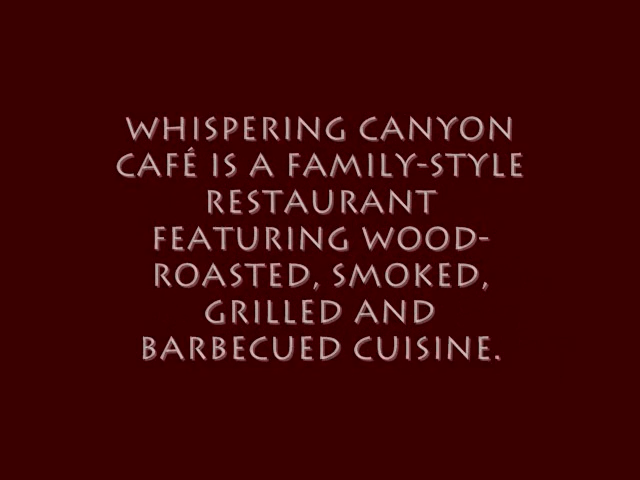 WHISPERING CANYON
CAFÉ IS A FAMILY-STYLE
RESTAURANT
FEATURING WOOD-
ROASTED, SMOKED,
GRILLED AND
BARBECUED CUISINE.